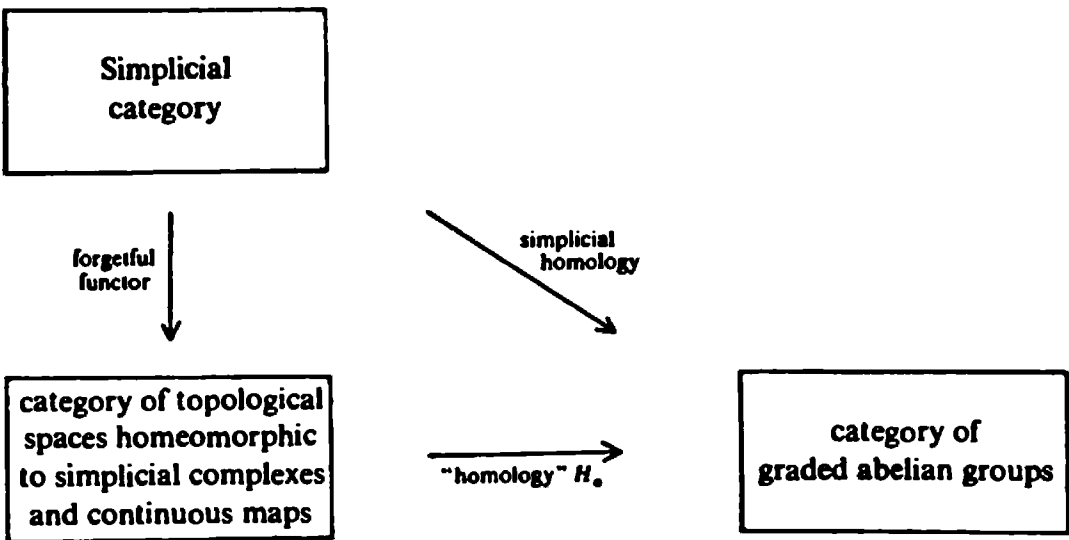 Simplicial
category
forgetful
functor
simplicial
homology
category of topological
spaces homeomorphic
to simplicial complexes
and continuous maps
"homology" H*
category of
graded abelian groups